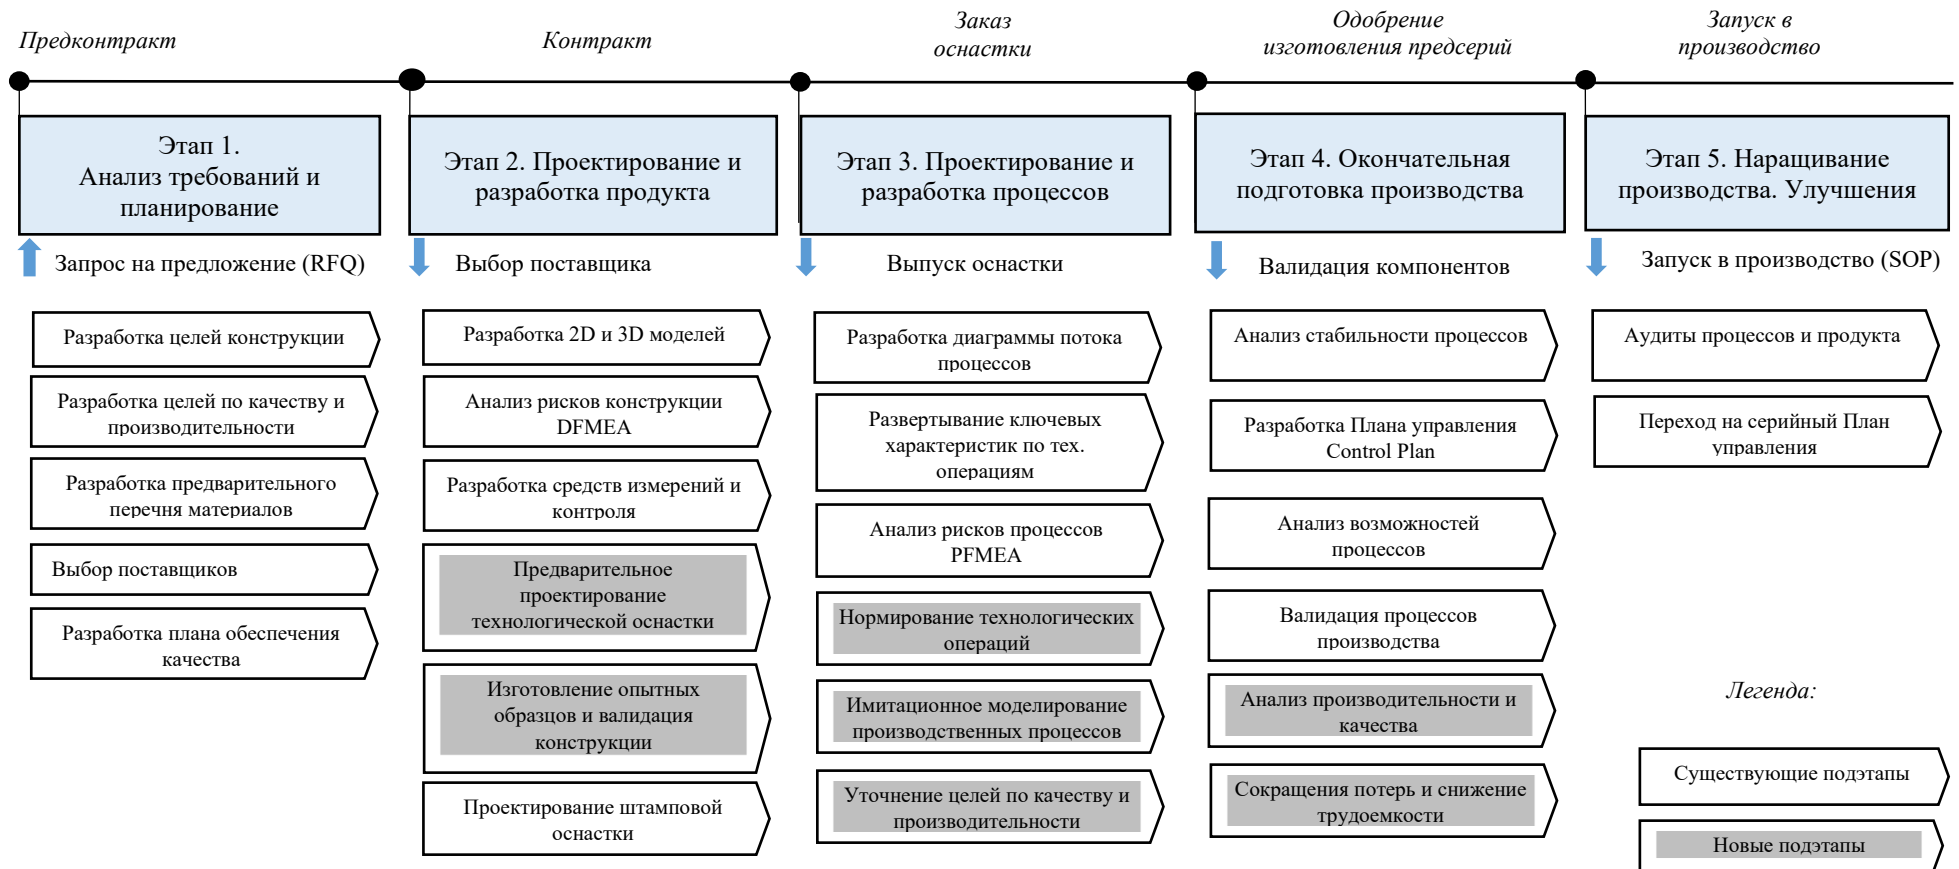 Предконтракт
Контракт
Заказ
оснастки
Одобрение
изготовления предсерий
Запуск в
производство
Этап 1.
Анализ требований и
планирование
Этап 2. Проектирование и
разработка продукта
Этап 3. Проектирование и
разработка процессов
Этап 4. Окончательная
подготовка производства
Этап 5. Наращивание
производства. Улучшения
Запрос на предложение (RFQ)
Выбор поставщика
Выпуск оснастки
Валидация компонентов
Запуск в производство (SOP)
Разработка целей конструкции
Разработка целей по качеству и
производительности
Разработка предварительного
перечня материалов
Выбор поставщиков
Разработка плана обеспечения
качества
Разработка 2D и 3D моделей
Анализ рисков конструкции
DFMEA
Разработка средств измерений и
контроля
Предварительное
проектирование
технологической оснастки
Изготовление опытных
образцов и валидация
конструкции
Проектирование штамповой
оснастки
Разработка диаграммы потока
процессов
Развертывание ключевых
характеристик по тех.
операциям
Анализ рисков процессов
PFMEA
Нормирование технологических
операций
Имитационное моделирование
производственных процессов
Уточнение целей по качеству и
производительности
Анализ стабильности процессов
Разработка Плана управления
Control Plan
Анализ возможностей
процессов
Валидация процессов
производства
Анализ производительности и
качества
Сокращения потерь и снижение
трудоемкости
Аудиты процессов и продукта
Переход на серийный План
управления
Легенда:
Существующие подэтапы
Новые подэтапы